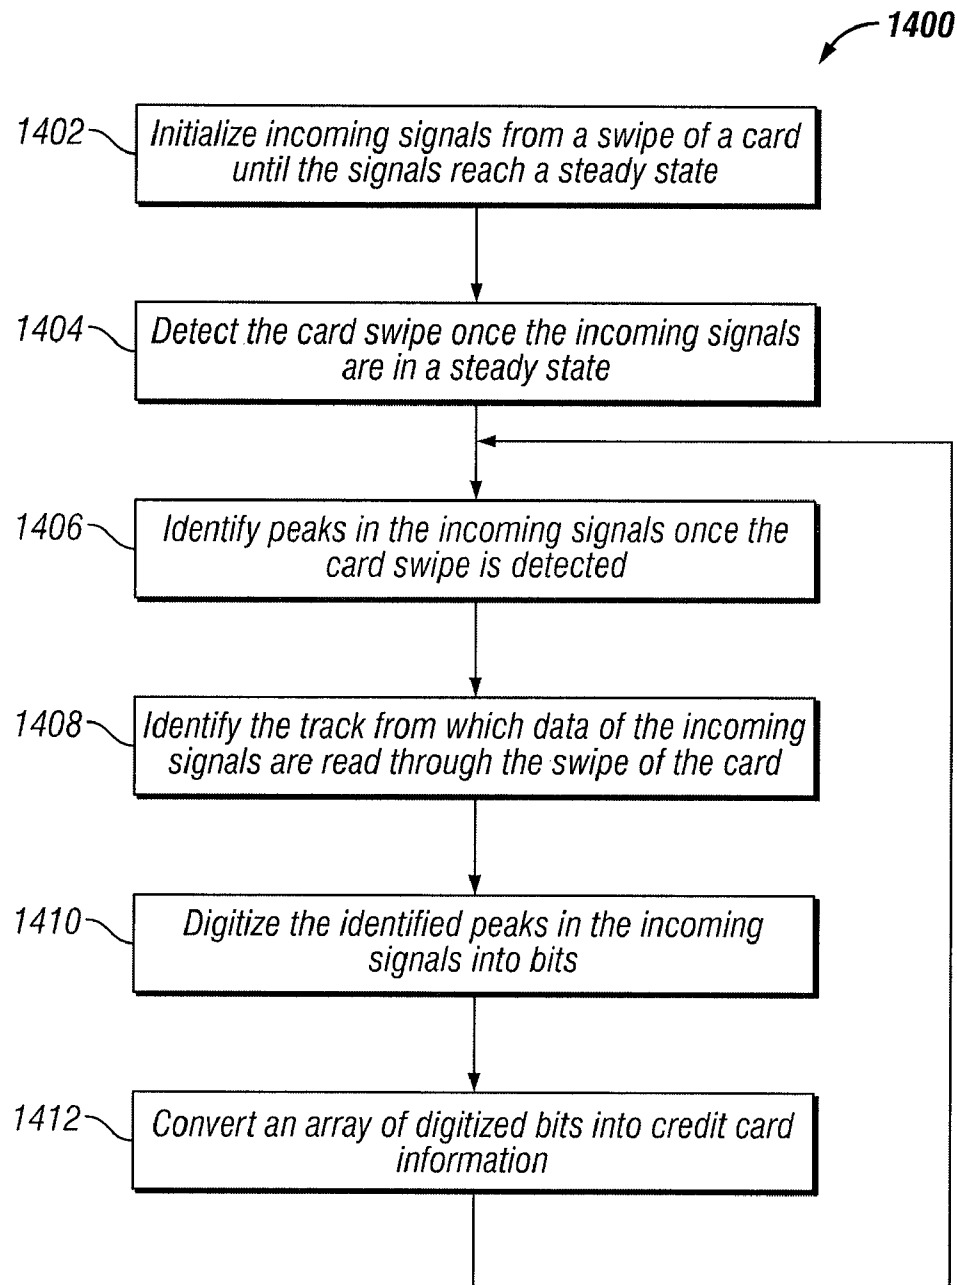 1400
1402
Initialize incoming signals from a swipe of a card
until the signals reach a steady state
1404
Detect the card swipe once the incoming signals
are in a steady state
1406
Identify peaks in the incoming signals once the
card swipe is detected
1408
Identify the track from which data of the incoming
signals are read through the swipe of the card
1410
Digitize the identified peaks in the incoming
signals into bits
1412
Convert an array of digitized bits into credit card
information